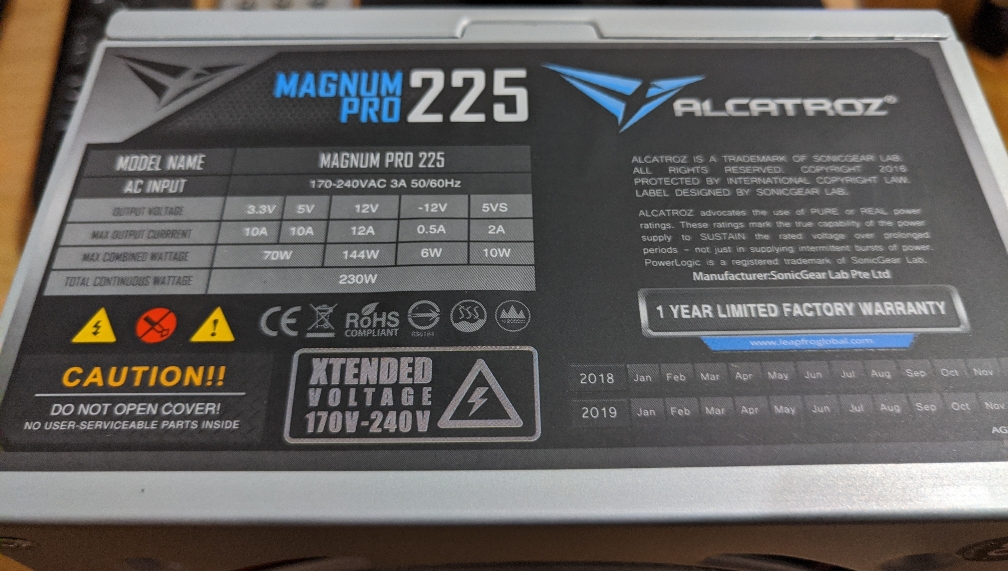 MAGNUM
PRO 225
ALCATROZ®
MODEL NAME MAGNUM PRO 225
AC INPUT 170-240VAC 3A 50/60Hz
OUTPUT VOLTAGE 3.3V 5V 12V -12V 5VS
MAX OUTPUT CURRRENT 10A 10A 12A 0.5A 2A
MAX COMBINED WATTAGE 70W 144W 6W 10W
TOTAL CONTINUOUS WATTAGE 230W
CE RoHS
COMPLIANT
CAUTION!!
DO NOT OPEN COVER!
NO USER-SERVICEABLE PARTS INSIDE
XTENDED
VOLTAGE
170V-240V
ALCATROZ IS A TRADEMARK OF SONICGEAR LAB.
ALL RIGHTS RESERVED. COPYRIGHT 2016
PROTECTED BY INTERNATIONAL COPYRIGHT LAW.
LABEL DESIGNED BY SONICGEAR LAB.
ALCATROZ advocates the use of PURE or REAL power
ratings. These ratings mark the true capability of the power
supply to SUSTAIN the rated voltage over prolonged
periods - not just in supplying intermittent bursts of power.
PowerLogic is a registered trademark of SonicGear Lab.
Manufacturer:SonicGear Lab Pte Ltd
1 YEAR LIMITED FACTORY WARRANTY
www.leapfroglobal.com
2018 Jan Feb Mar Apr May Jun Jul Aug Sep Oct Nov
2019 Jan Feb Mar Apr May Jun Jul Aug Sep Oct Nov
AG